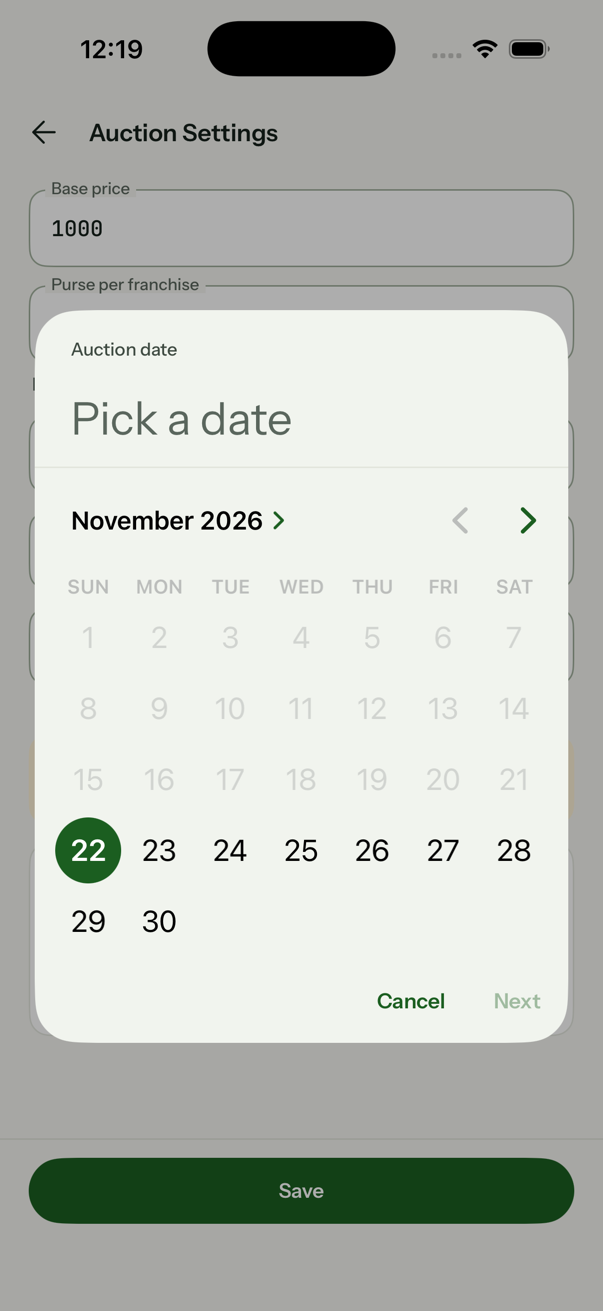 12:19
Auction Settings
Base price
1000
Purse per franchise
Auction date
Pick a date
November 2026
SUN MON TUE WED THU FRI SAT
1 2 3 4 5 6 7
8 9 10 11 12 13 14
15 16 17 18 19 20 21
22 23 24 25 26 27 28
29 30
Cancel Next
Save